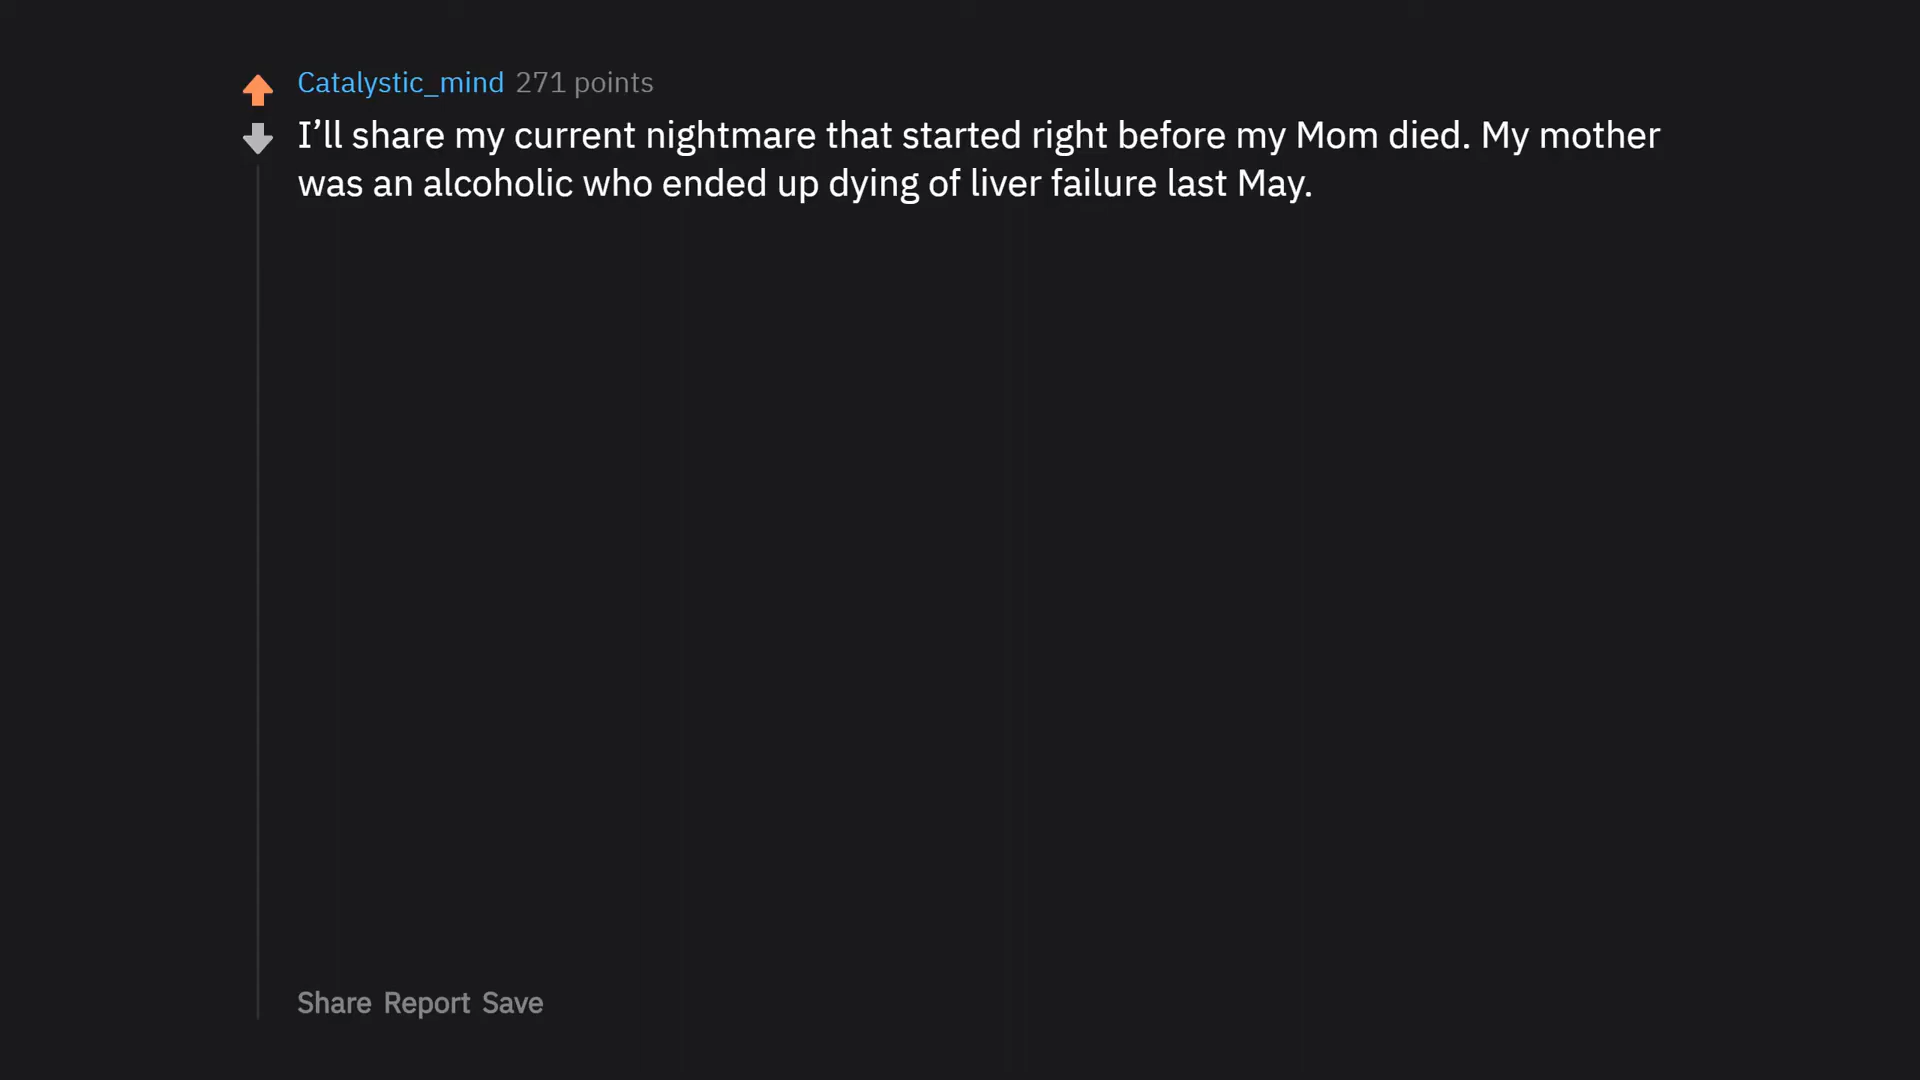 Catalystic_mind 271 points
I’ll share my current nightmare that started right before my Mom died. My mother
was an alcoholic who ended up dying of liver failure last May.
Share Report Save